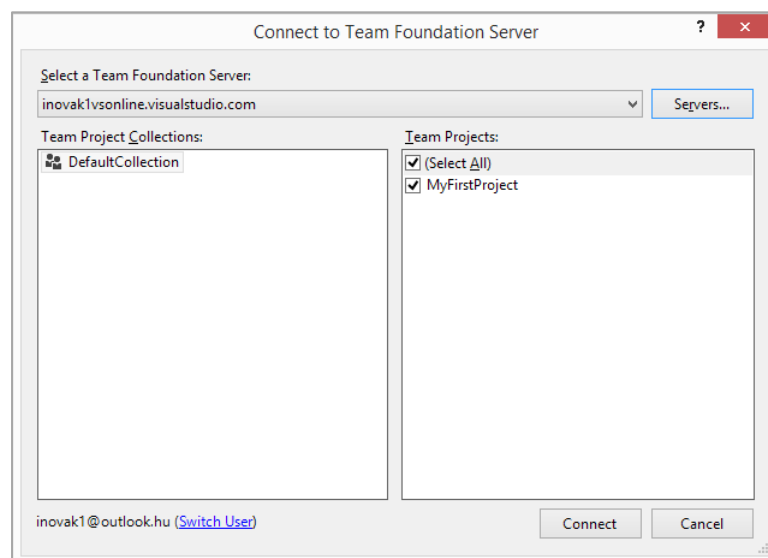 Connect to Team Foundation Server
?
Select a Team Foundation Server:
inovak1vsonline.visualstudio.com
Servers...
Team Project Collections:
DefaultCollection
Team Projects:
(Select All)
MyFirstProject
inovak1@outlook.hu (Switch User)
Connect
Cancel